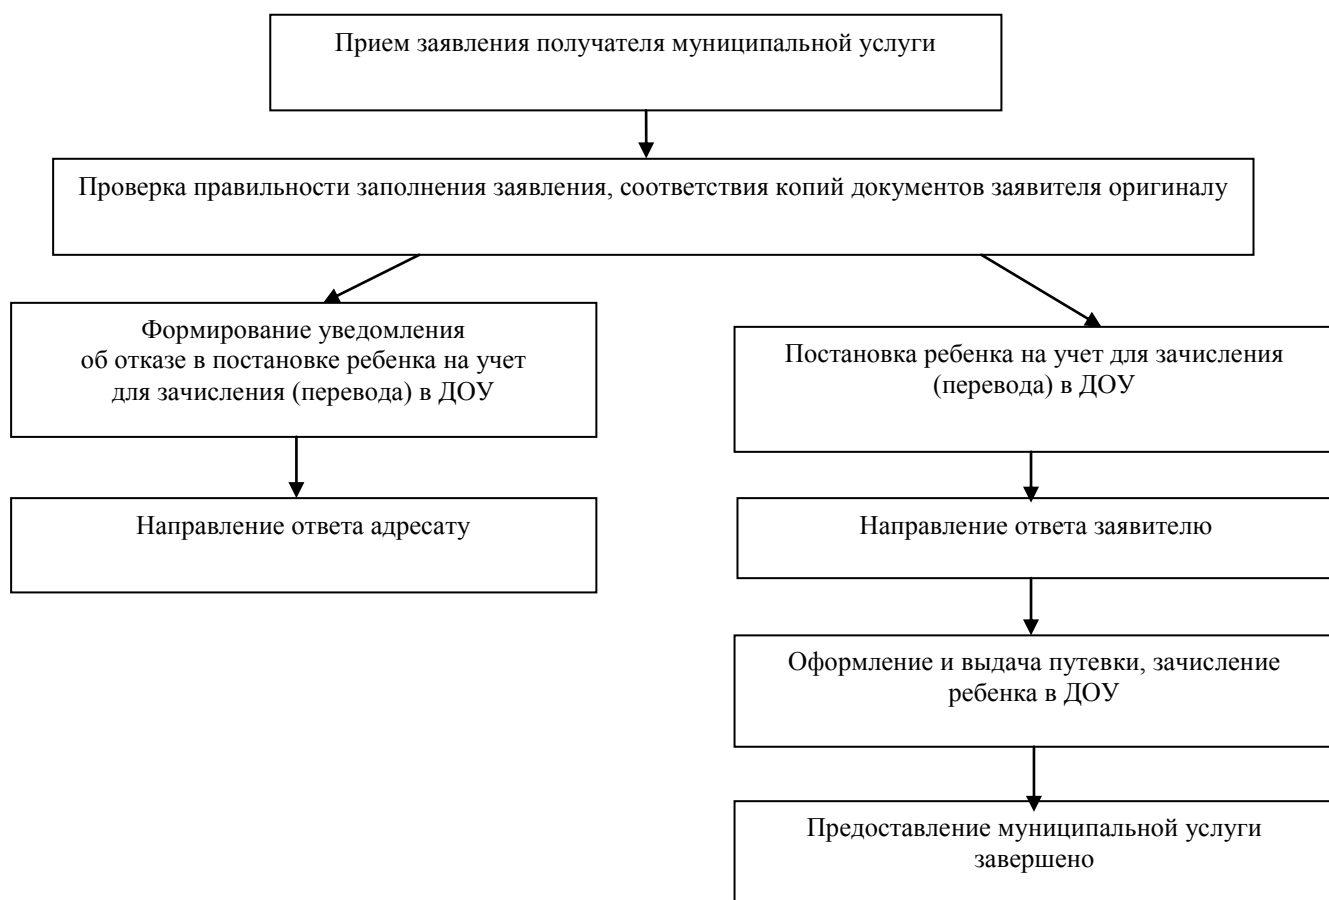 Прием заявления получателя муниципальной услуги
Проверка правильности заполнения заявления, соответствия копий документов заявителя оригиналу
Формирование уведомления
об отказе в постановке ребенка на учет
для зачисления (перевода) в ДОУ
Постановка ребенка на учет для зачисления
(перевода) в ДОУ
Направление ответа адресату
Направление ответа заявителю
Оформление и выдача путевки, зачисление
ребенка в ДОУ
Предоставление муниципальной услуги
завершено